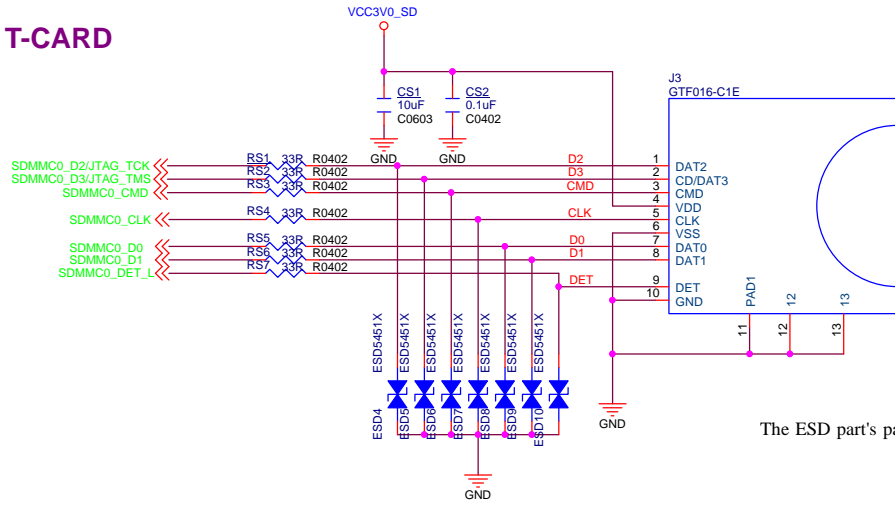 VCC3V0_SD
T-CARD
J3
GTF016-C1E
CS1
10uF
C0603
CS2
0.1uF
C0402
GND
GND
SDMMC0_D2/JTAG_TCK RS1 33R R0402 D2 1 DAT2
SDMMC0_D3/JTAG_TMS RS2 33R R0402 D3 2 CD/DAT3
SDMMC0_CMD RS3 33R R0402 CMD 3 CMD
4 VDD
SDMMC0_CLK RS4 33R R0402 CLK 5 CLK
6 VSS
SDMMC0_D0 RS5 33R R0402 D0 7 DAT0
SDMMC0_D1 RS6 33R R0402 D1 8 DAT1
SDMMC0_DET_L RS7 33R R0402 DET 9 DET
10 GND
PAD1
12
13
11
12
13
ESD5451X
ESD5451X
ESD5451X
ESD5451X
ESD5451X
ESD5451X
ESD5451X
ESD4
ESD5
ESD6
ESD7
ESD8
ESD9
ESD10
GND
GND
The ESD part's pa